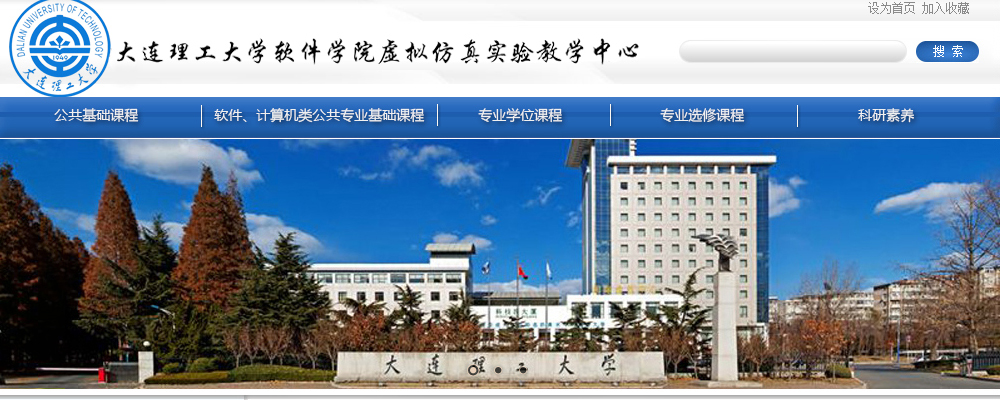 设为首页 加入收藏
DALIAN UNIVERSITY OF TECHNOLOGY
1949
大连理工大学
大连理工大学软件学院虚拟仿真实验教学中心
搜 索
公共基础课程 软件、计算机类公共专业基础课程 专业学位课程 专业选修课程 科研素养
科技园大厦
大连理工大学